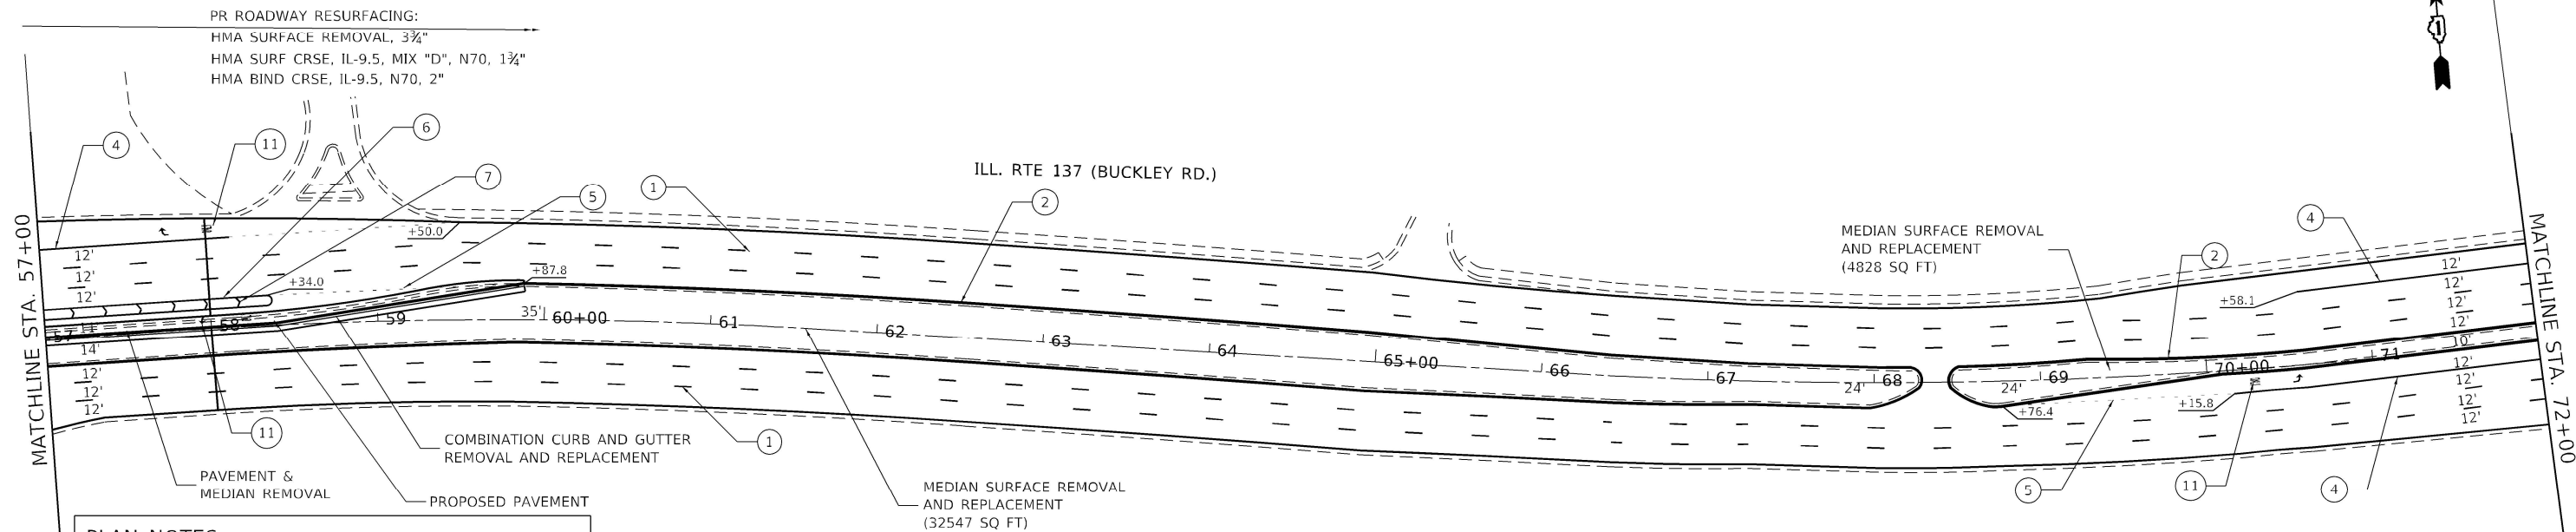 PR ROADWAY RESURFACING:
HMA SURFACE REMOVAL, 3¾"
HMA SURF CRSE, IL-9.5, MIX "D", N70, 1¾"
HMA BIND CRSE, IL-9.5, N70, 2"
1
4
11
6
7
5
1
ILL. RTE 137 (BUCKLEY RD.)
2
MEDIAN SURFACE REMOVAL
AND REPLACEMENT
(4828 SQ FT)
2
4
MATCHLINE STA. 57+00
12'
12'
12'
+50.0
+34.0
+87.8
57
11'
58
59
35'
60+00
61
62
63
64
65+00
66
67
24'
68
24'
69
70+00
71
14'
12'
12'
12'
+58.1
+76.4
+15.8
12'
12'
12'
12'
10'
12'
12'
12'
12'
MATCHLINE STA. 72+00
11
COMBINATION CURB AND GUTTER
REMOVAL AND REPLACEMENT
1
PAVEMENT &
MEDIAN REMOVAL
PROPOSED PAVEMENT
MEDIAN SURFACE REMOVAL
AND REPLACEMENT
(32547 SQ FT)
5
11
4
PLAN NOTES